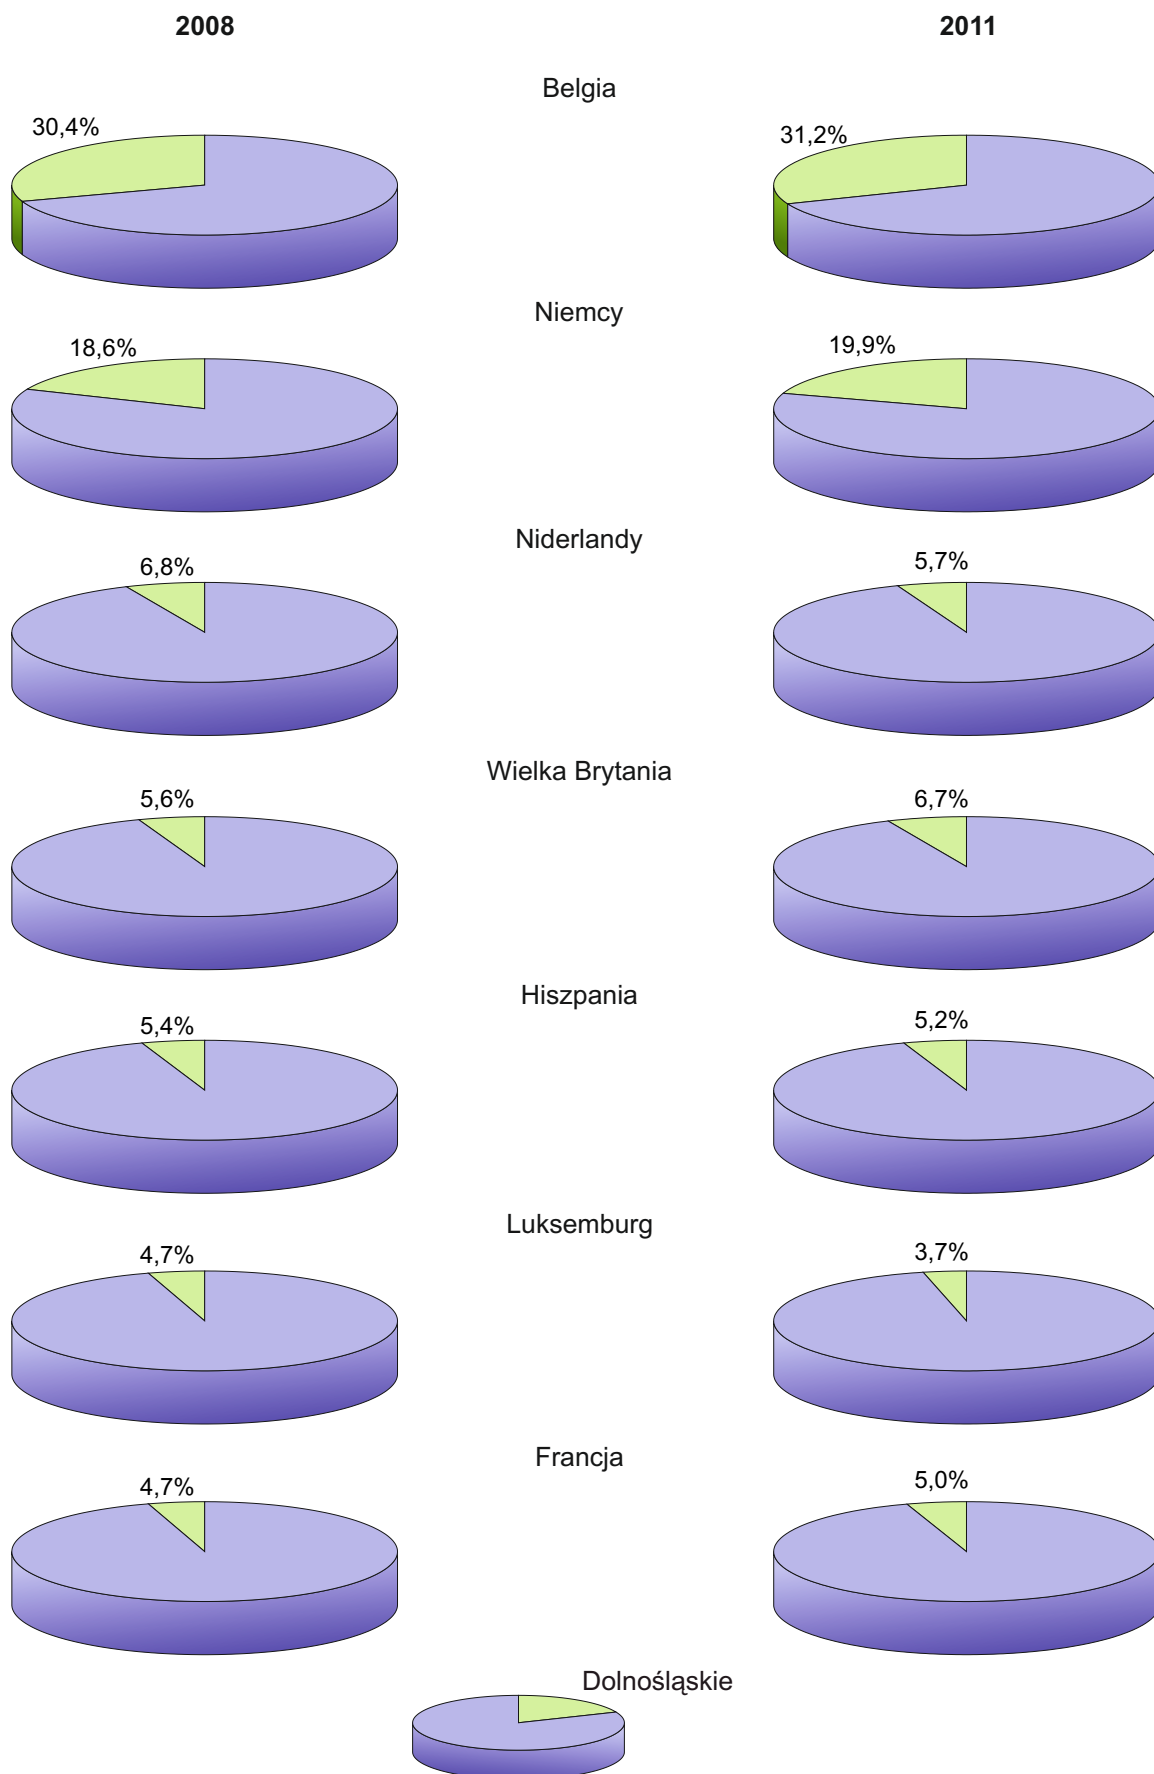 2008
2011
Belgia
30,4%
31,2%
Niemcy
18,6%
19,9%
Niderlandy
6,8%
5,7%
Wielka Brytania
5,6%
6,7%
Hiszpania
5,4%
5,2%
Luksemburg
4,7%
3,7%
Francja
4,7%
5,0%
Dolnośląskie